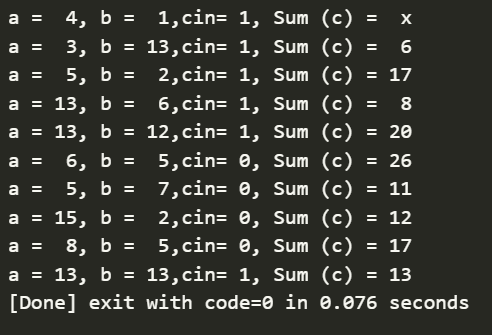 a =  4, b =  1,cin= 1, Sum (c) =  x
a =  3, b = 13,cin= 1, Sum (c) =  6
a =  5, b =  2,cin= 1, Sum (c) = 17
a = 13, b =  6,cin= 1, Sum (c) =  8
a = 13, b = 12,cin= 1, Sum (c) = 20
a =  6, b =  5,cin= 0, Sum (c) = 26
a =  5, b =  7,cin= 0, Sum (c) = 11
a = 15, b =  2,cin= 0, Sum (c) = 12
a =  8, b =  5,cin= 0, Sum (c) = 17
a = 13, b = 13,cin= 1, Sum (c) = 13
[Done] exit with code=0 in 0.076 seconds